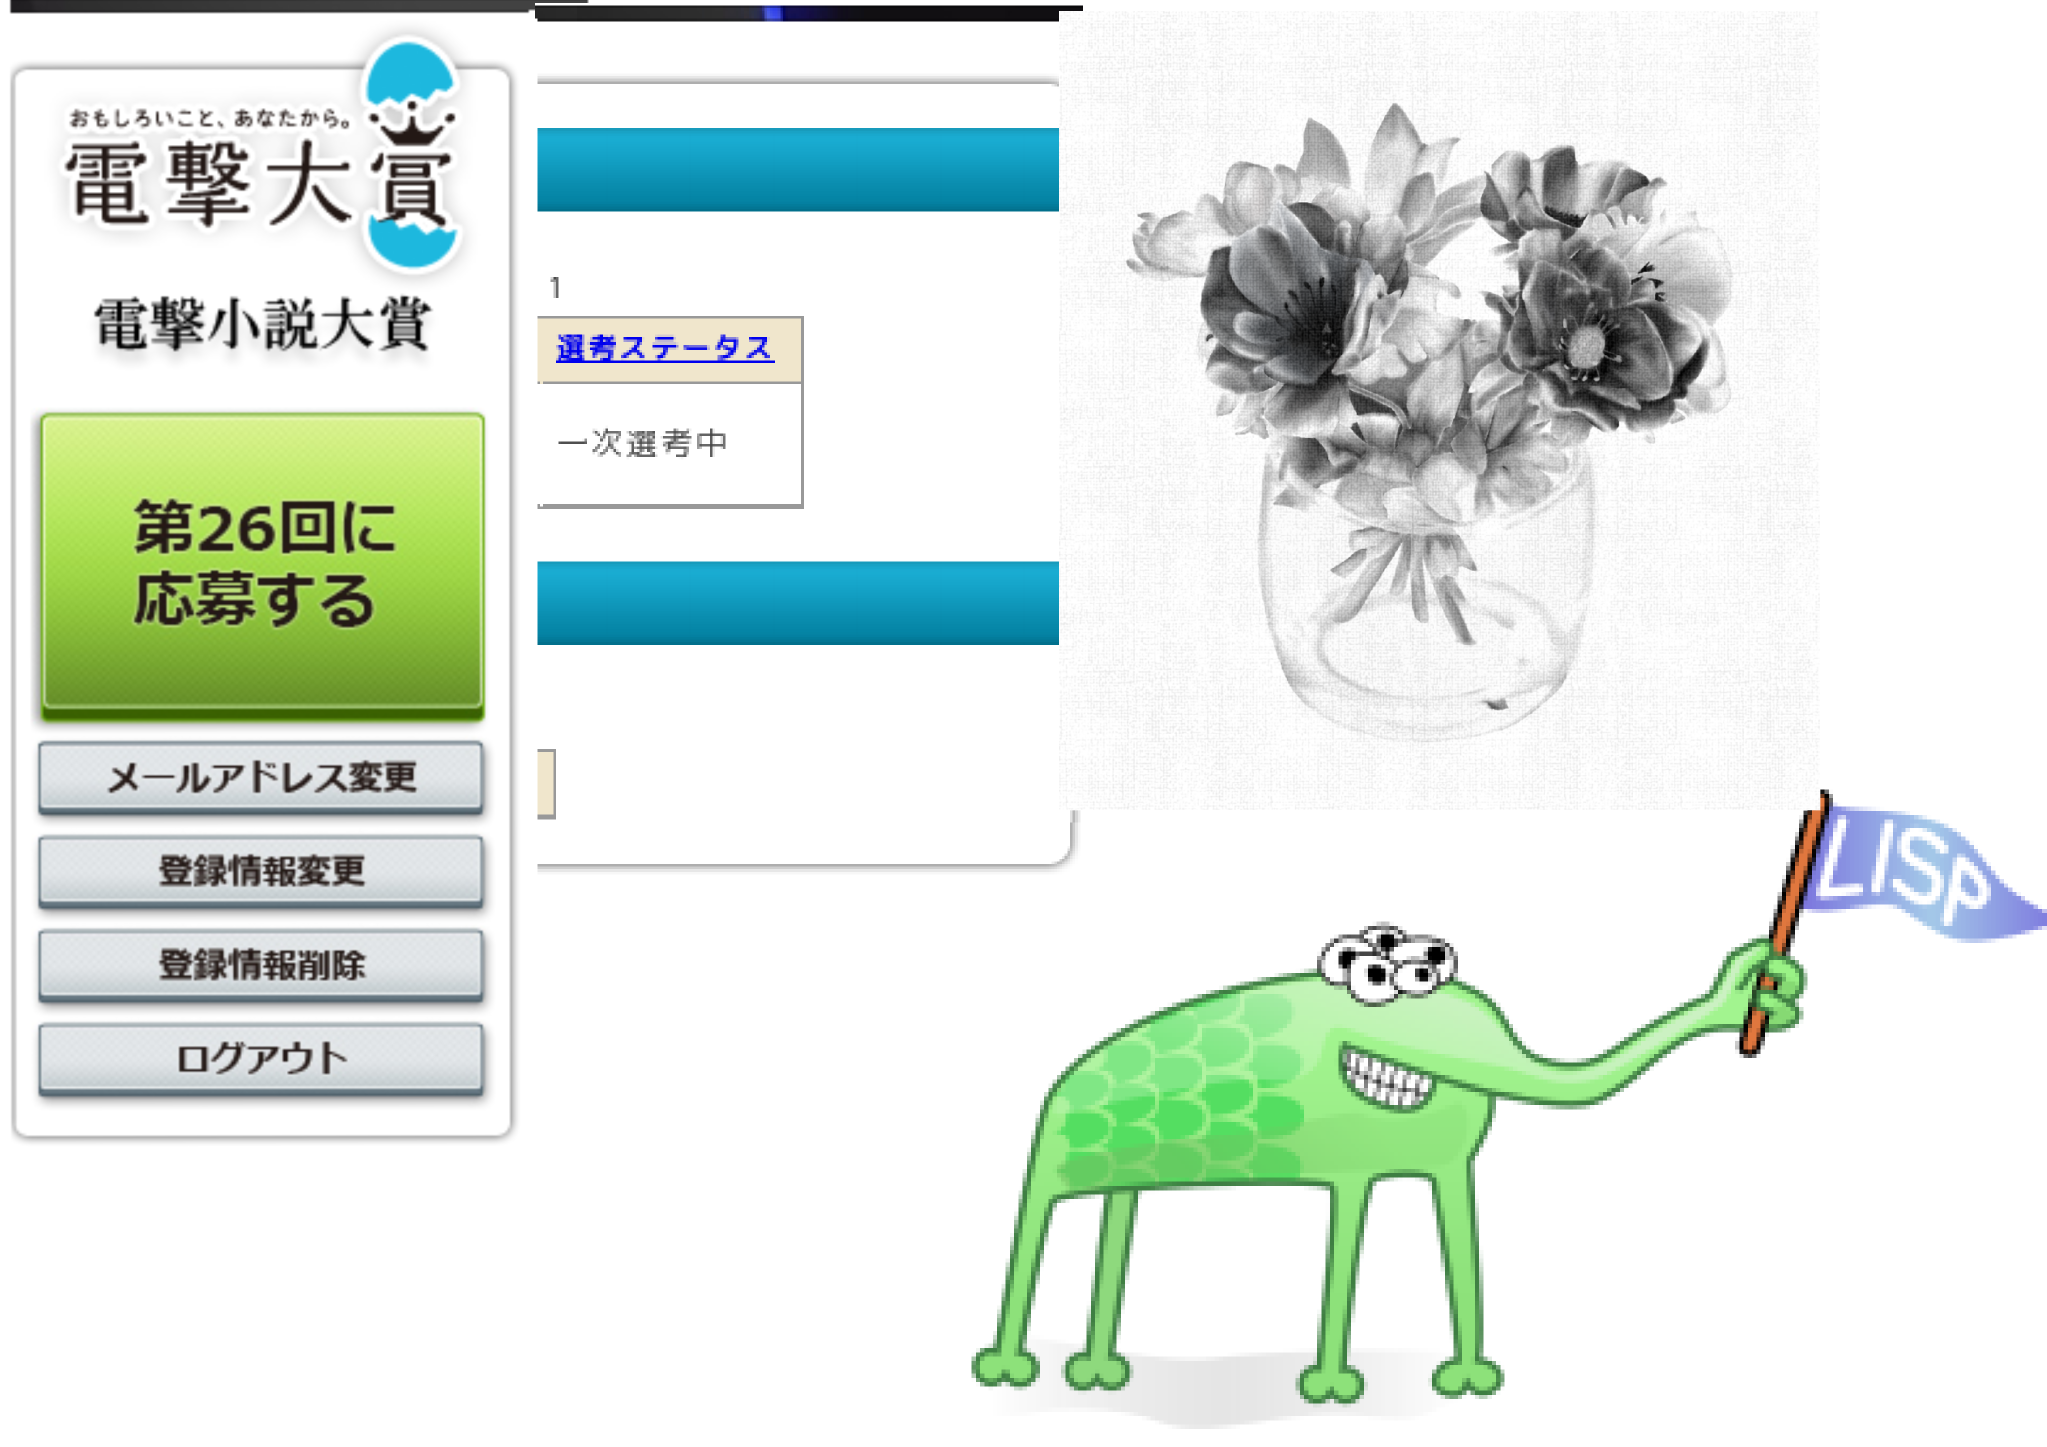 おもしろいこと、あなたから。
電撃大賞
電撃小説大賞
第26回に
応募する
メールアドレス変更
登録情報変更
登録情報削除
ログアウト
1
選考ステータス
一次選考中
LISP